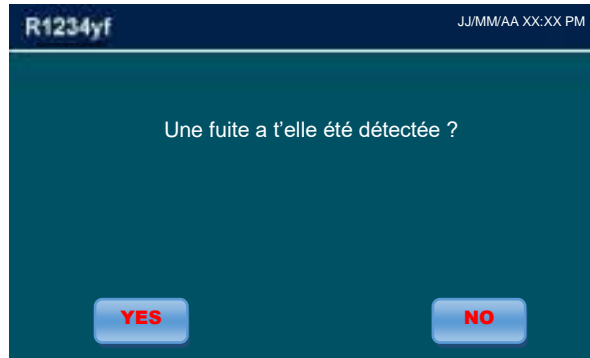 R1234yf
JJ/MM/AA XX:XX PM
Une fuite a t'elle été détectée ?
YES
NO